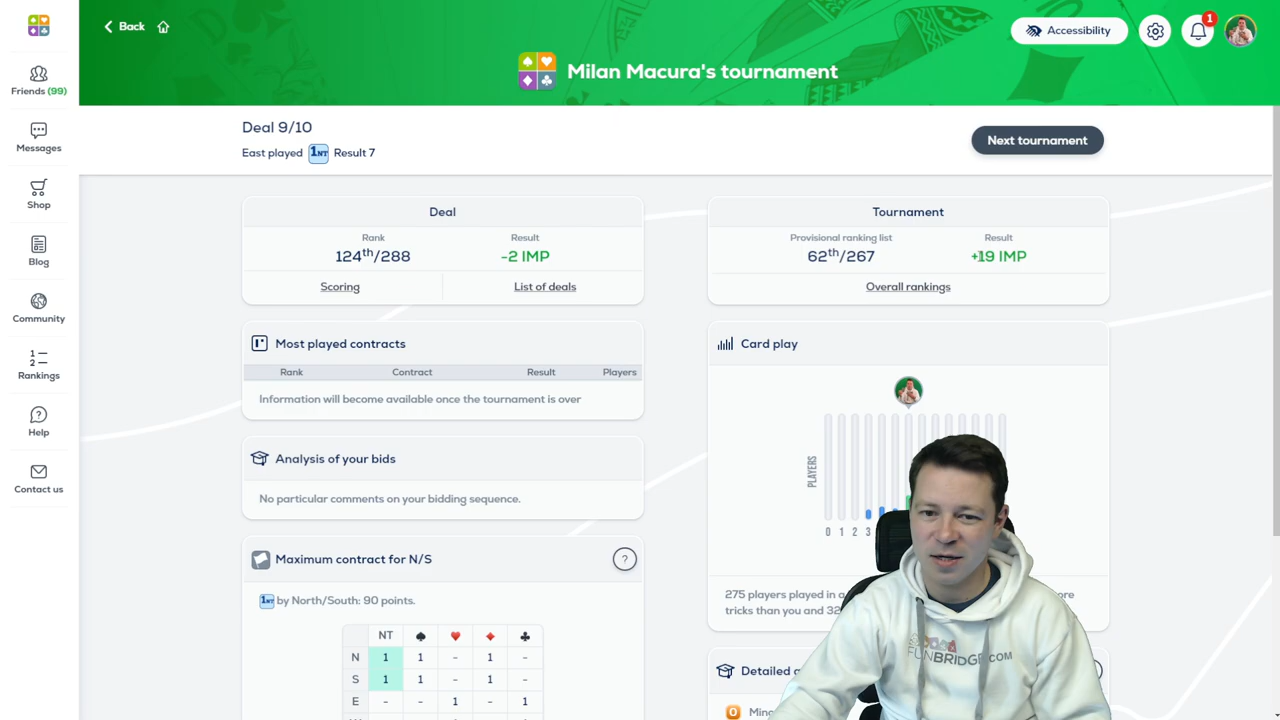 Back
Accessibility
1
Milan Macura's tournament
Friends (99)
Messages
Shop
Blog
Community
Rankings
Help
Contact us
Deal 9/10
East played 1NT Result 7
Next tournament
Deal
Rank
Result
124th/288
-2 IMP
Scoring
List of deals
Tournament
Provisional ranking list
Result
62th/267
+19 IMP
Overall rankings
Most played contracts
Rank Contract Result Players
Information will become available once the tournament is over
Analysis of your bids
No particular comments on your bidding sequence.
Maximum contract for N/S
?
1NT by North/South: 90 points.
NT ♠ ♥ ♦ ♣
N 1 1 - 1 -
S 1 1 - 1 -
E - - 1 - 1
Card play
PLAYERS
0 1 2 3
275 players played in a
tricks than you and 32
Detailed
FUNBRIDGE.COM